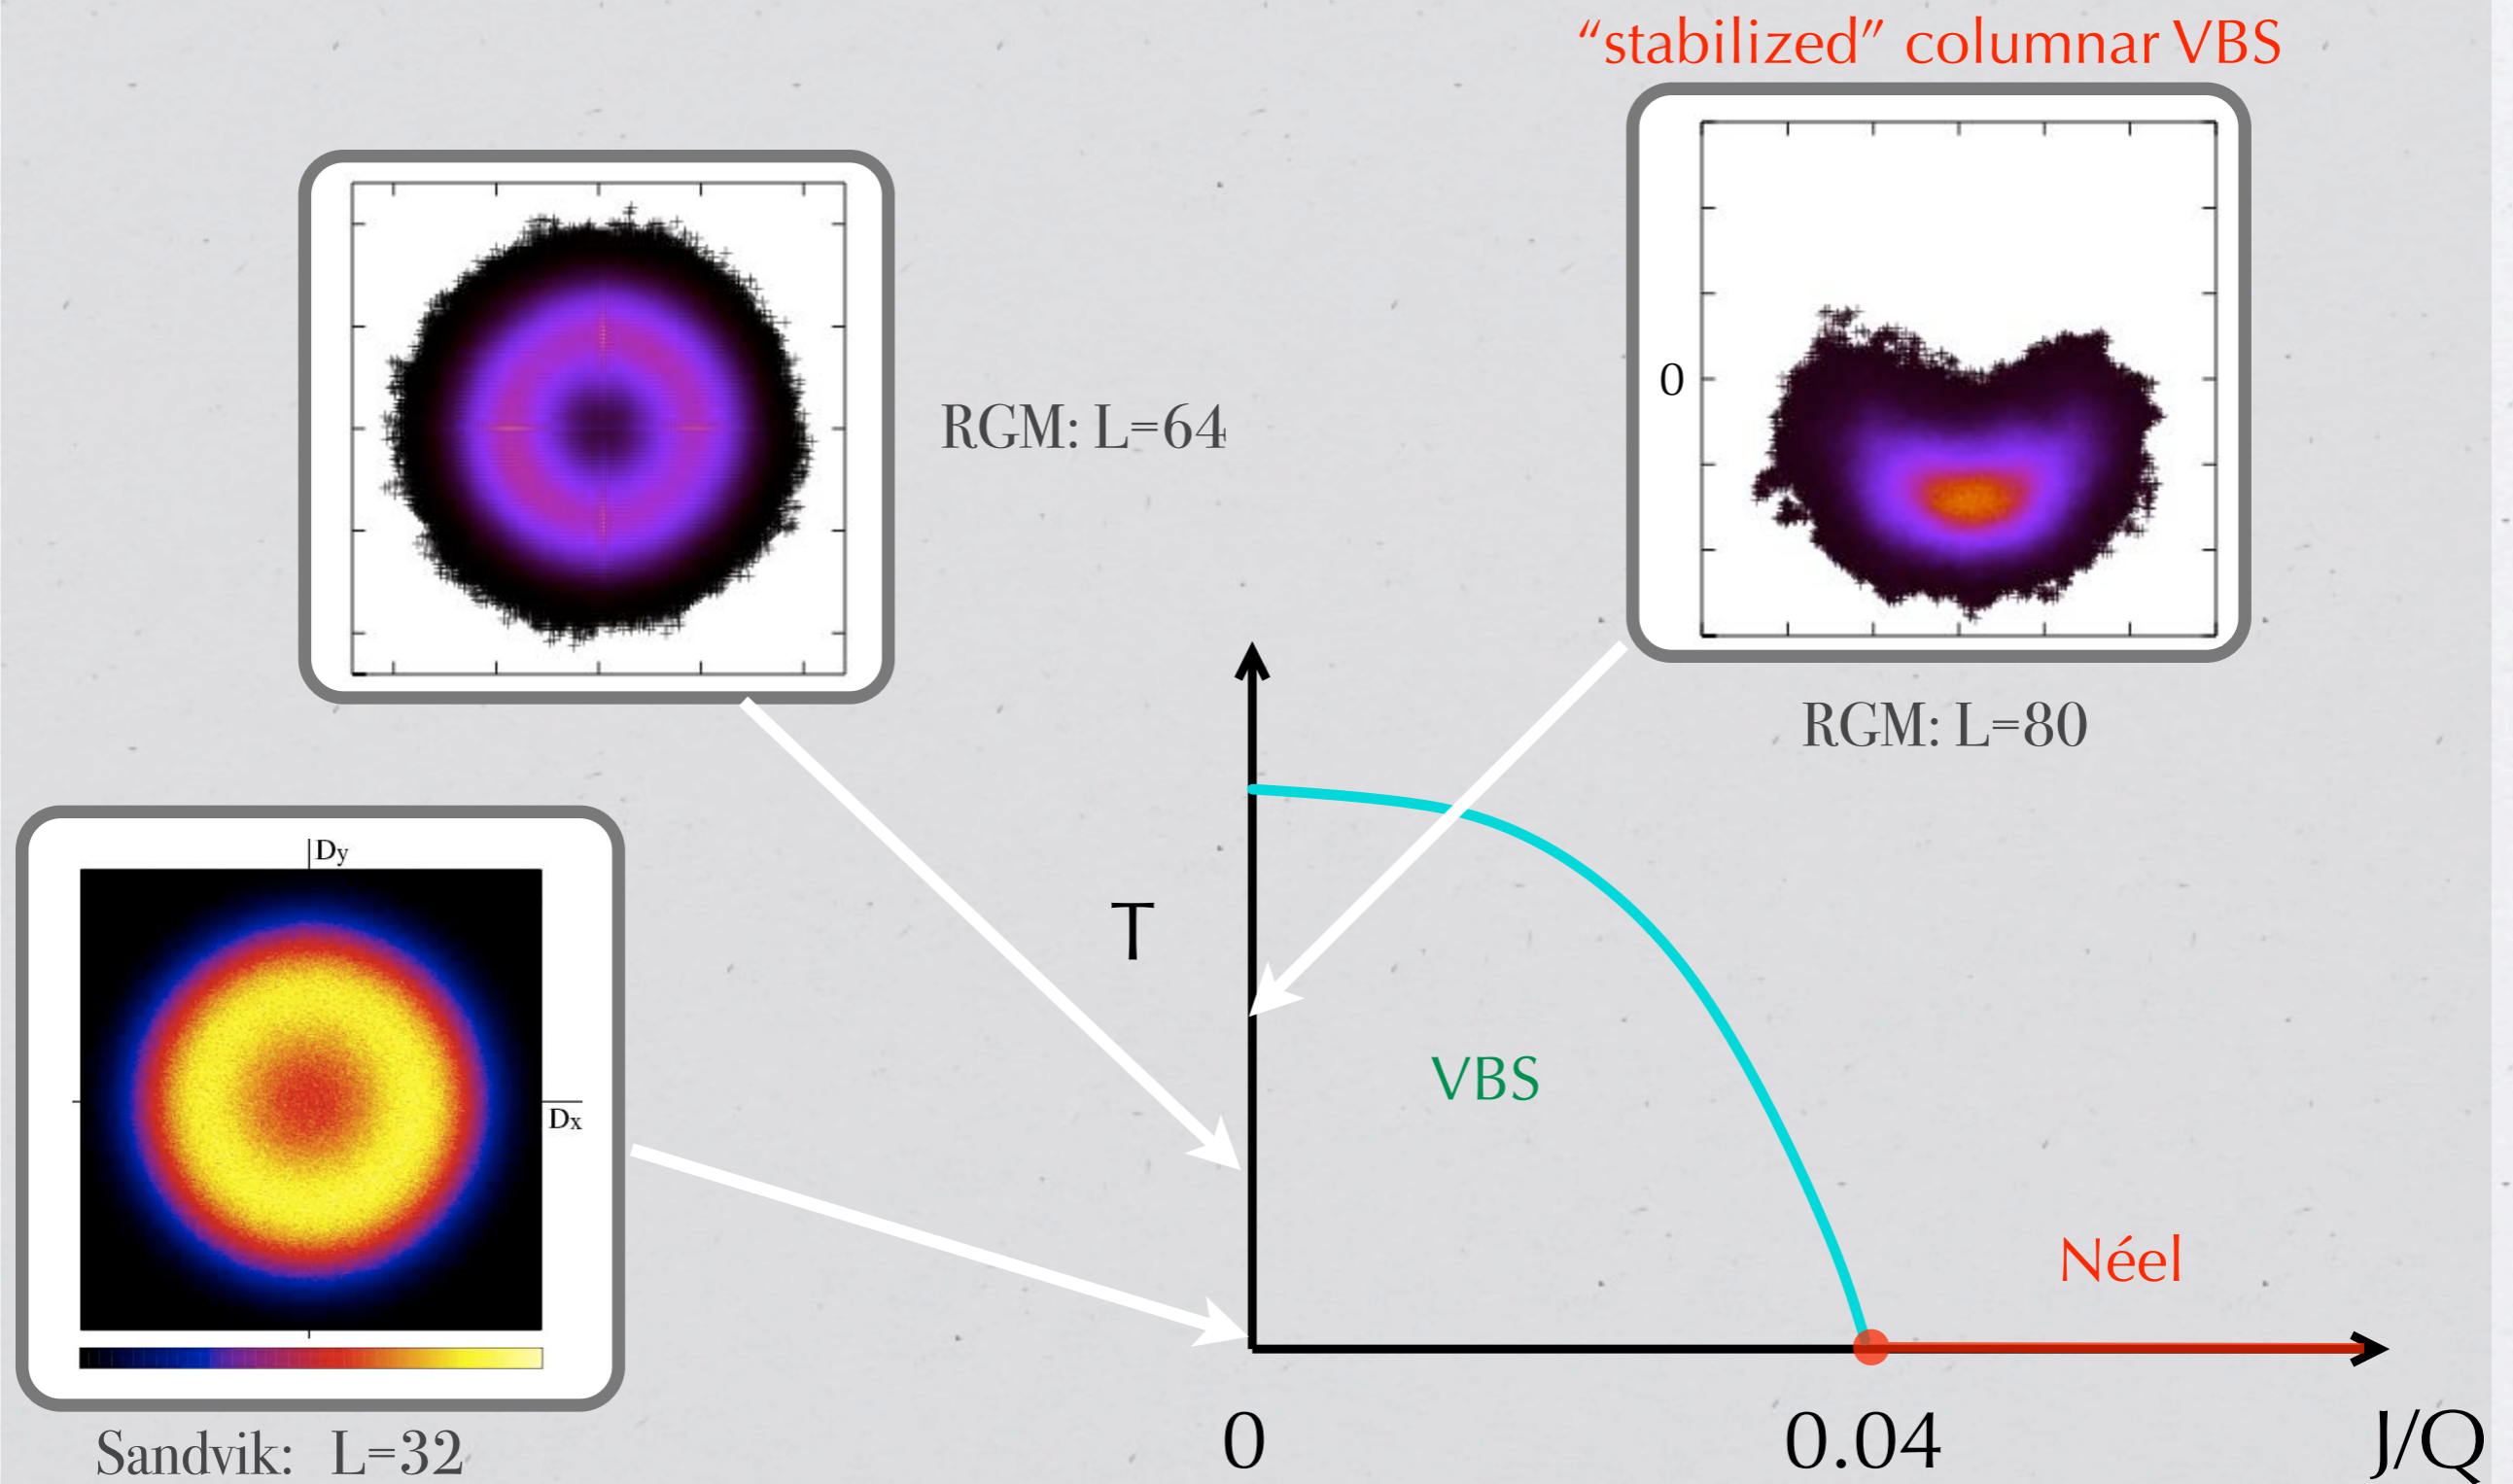 “stabilized” columnar VBS
RGM: L=64
0
RGM: L=80
Dy
Dx
Sandvik: L=32
T
VBS
Néel
0
0.04
J/Q